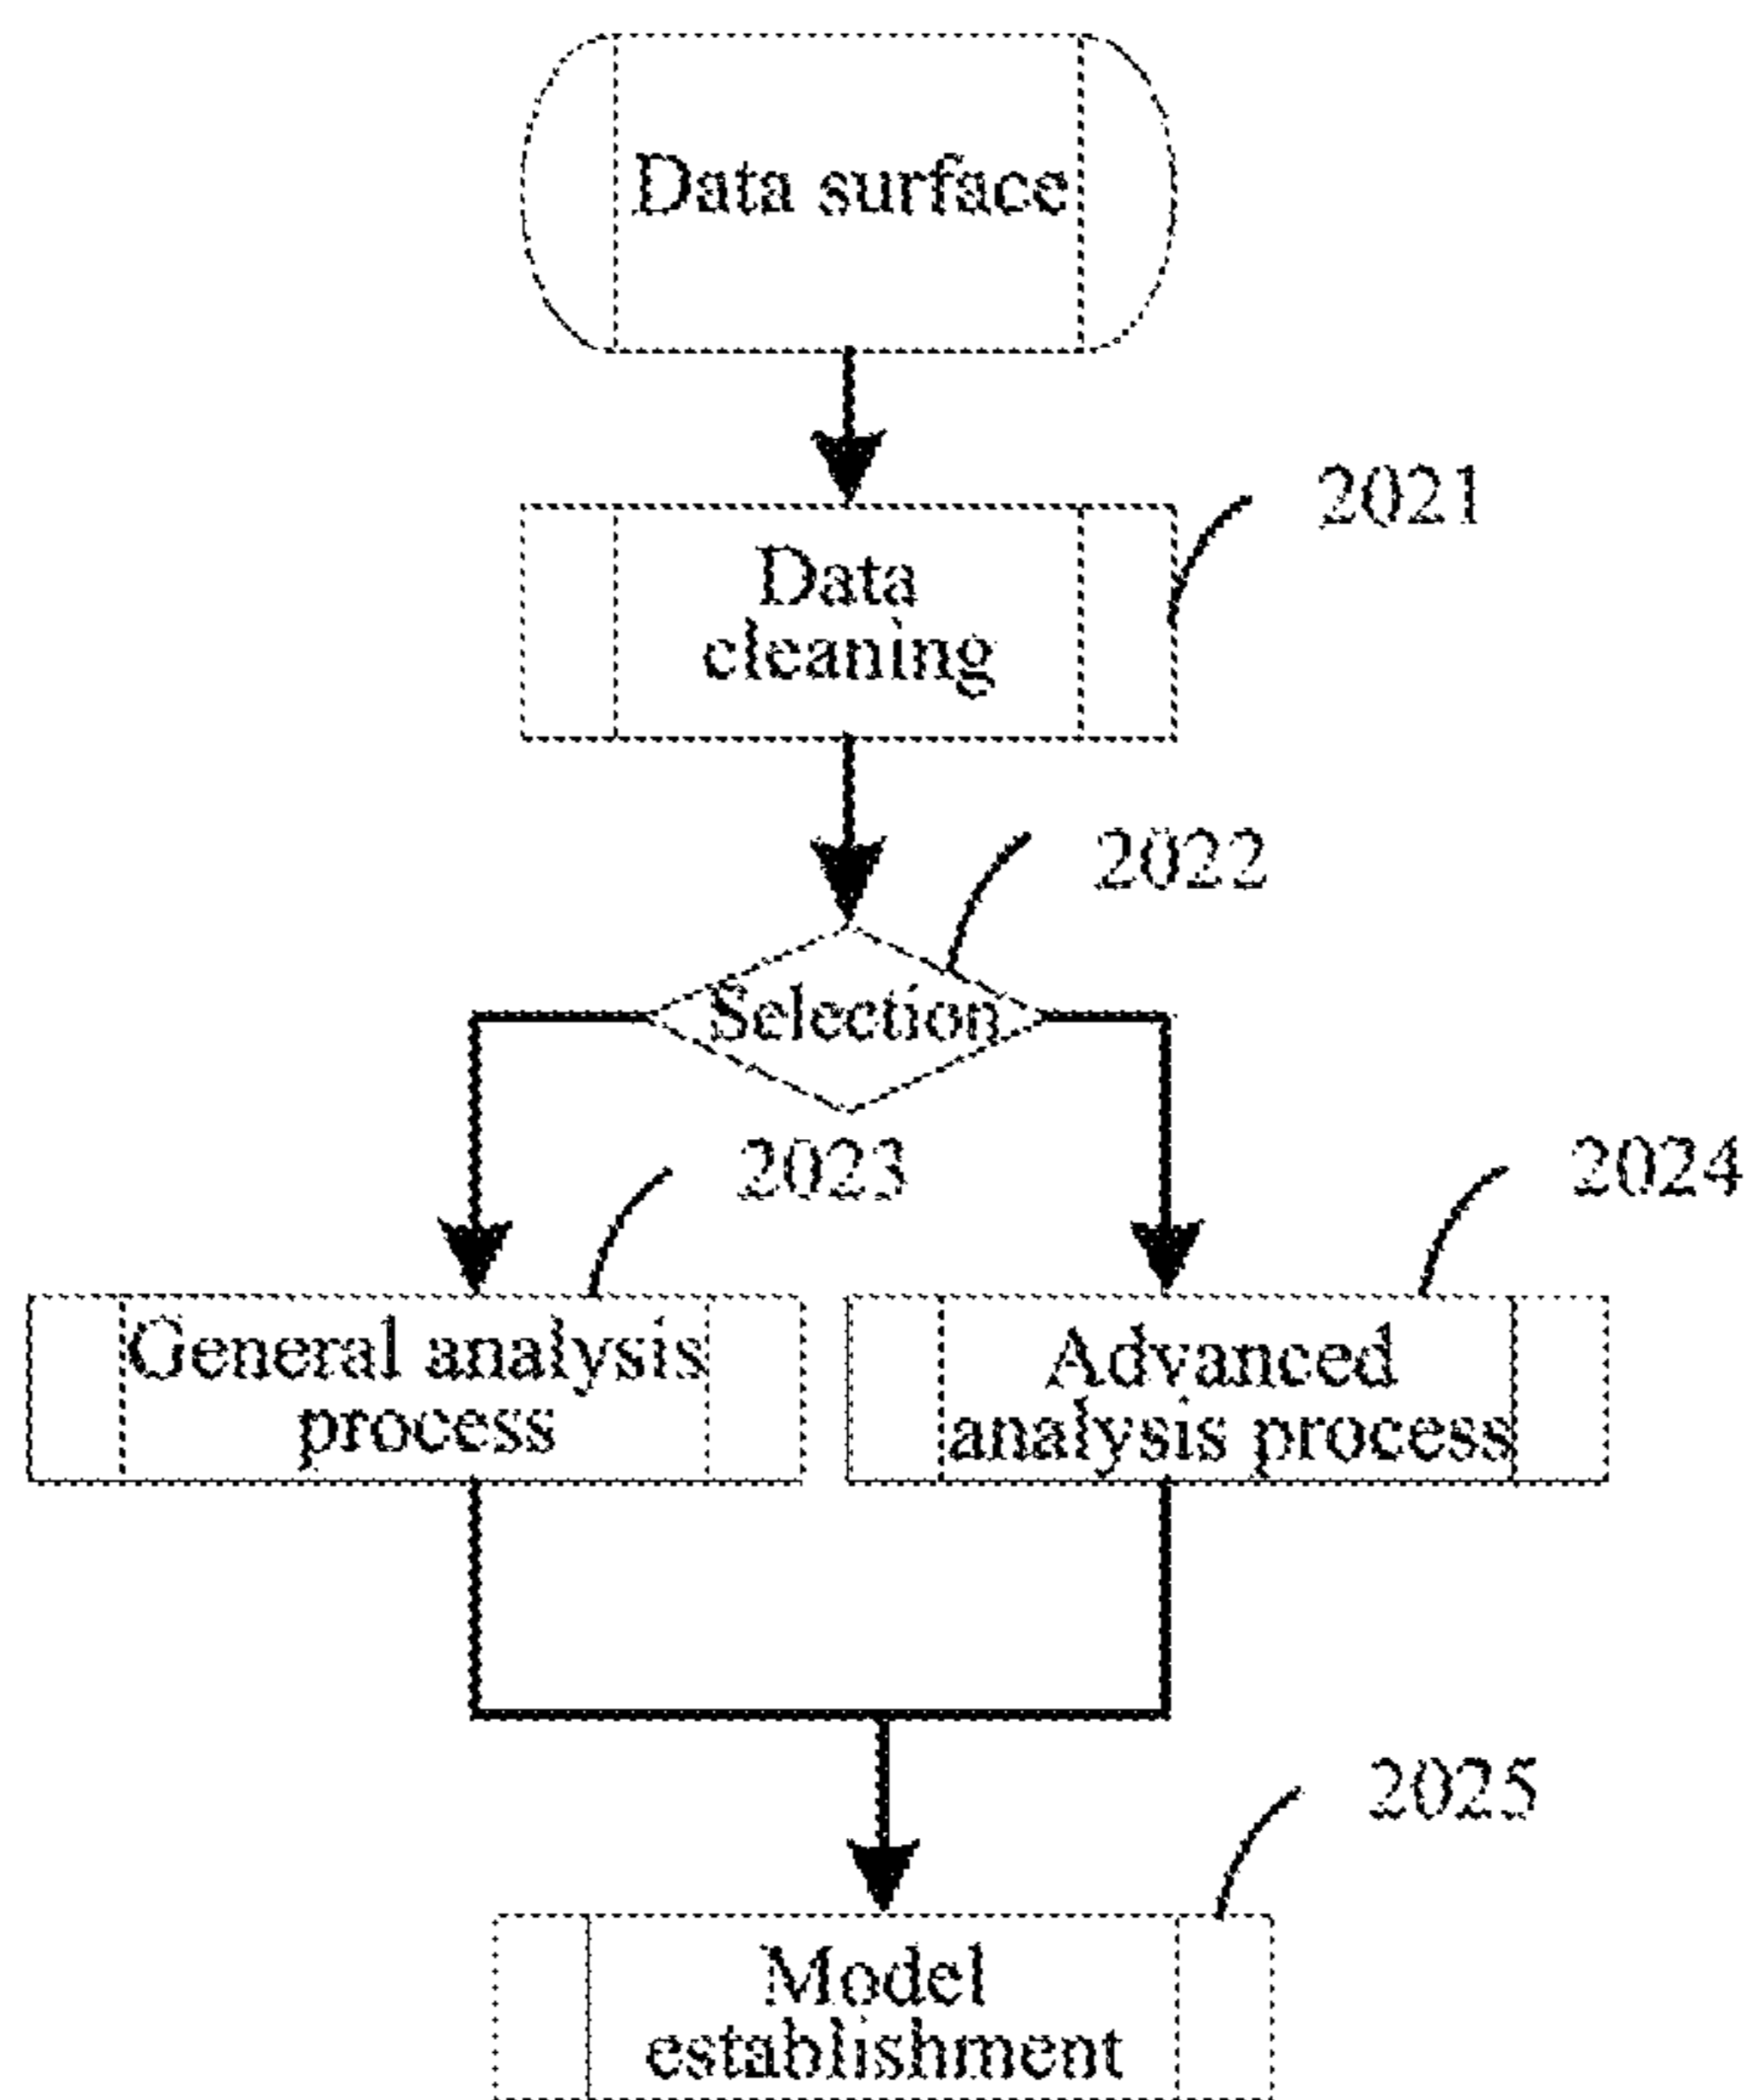 Data surface
2021
Data
cleaning
2022
Selection
2023
2024
General analysis
process
Advanced
analysis process
2025
Model
establishment